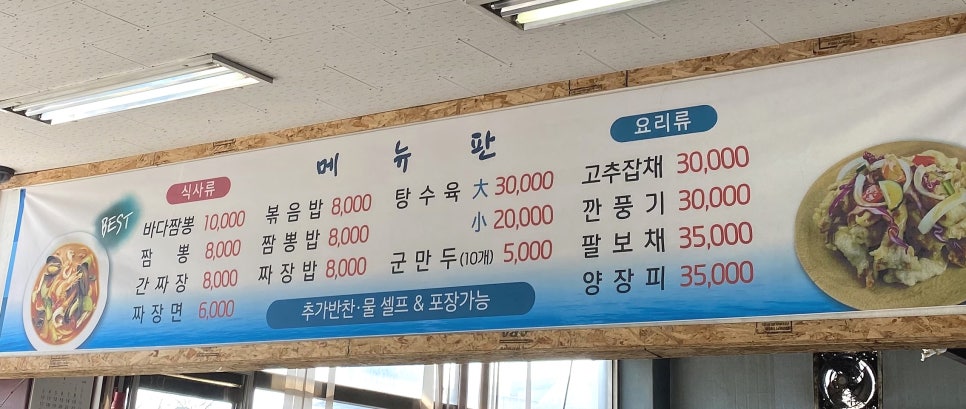 메 뉴 판
식사류
BEST 바다짬뽕 10,000
짬 뽕 8,000
간 짜 장 8,000
짜 장 면 6,000
볶 음 밥 8,000
짬 뽕 밥 8,000
짜 장 밥 8,000
탕 수 육 大 30,000
小 20,000
군 만 두 (10개) 5,000
요리류
고추잡채 30,000
깐 풍 기 30,000
팔 보 채 35,000
양 장 피 35,000
추가반찬·물 셀프 & 포장가능